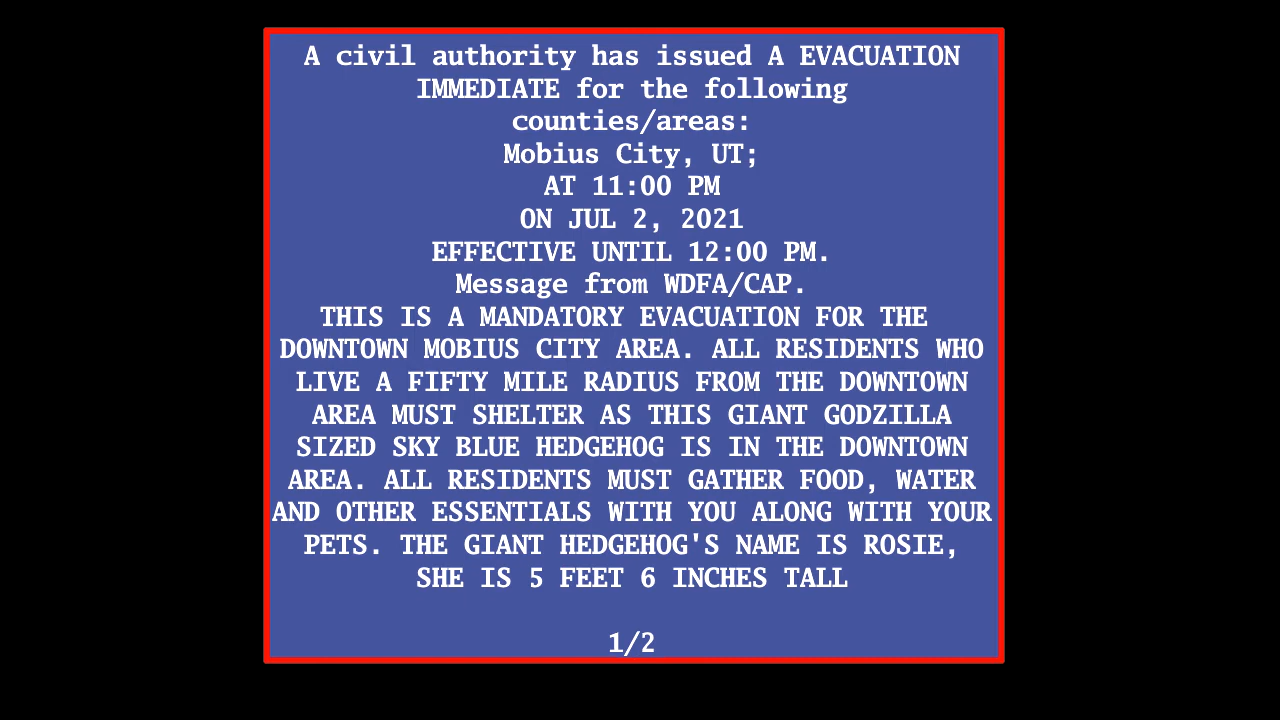 A civil authority has issued A EVACUATION
IMMEDIATE for the following
counties/areas:
Mobius City, UT;
AT 11:00 PM
ON JUL 2, 2021
EFFECTIVE UNTIL 12:00 PM.
Message from WDFA/CAP.
THIS IS A MANDATORY EVACUATION FOR THE
DOWNTOWN MOBIUS CITY AREA. ALL RESIDENTS WHO
LIVE A FIFTY MILE RADIUS FROM THE DOWNTOWN
AREA MUST SHELTER AS THIS GIANT GODZILLA
SIZED SKY BLUE HEDGEHOG IS IN THE DOWNTOWN
AREA. ALL RESIDENTS MUST GATHER FOOD, WATER
AND OTHER ESSENTIALS WITH YOU ALONG WITH YOUR
PETS. THE GIANT HEDGEHOG'S NAME IS ROSIE,
SHE IS 5 FEET 6 INCHES TALL
1/2